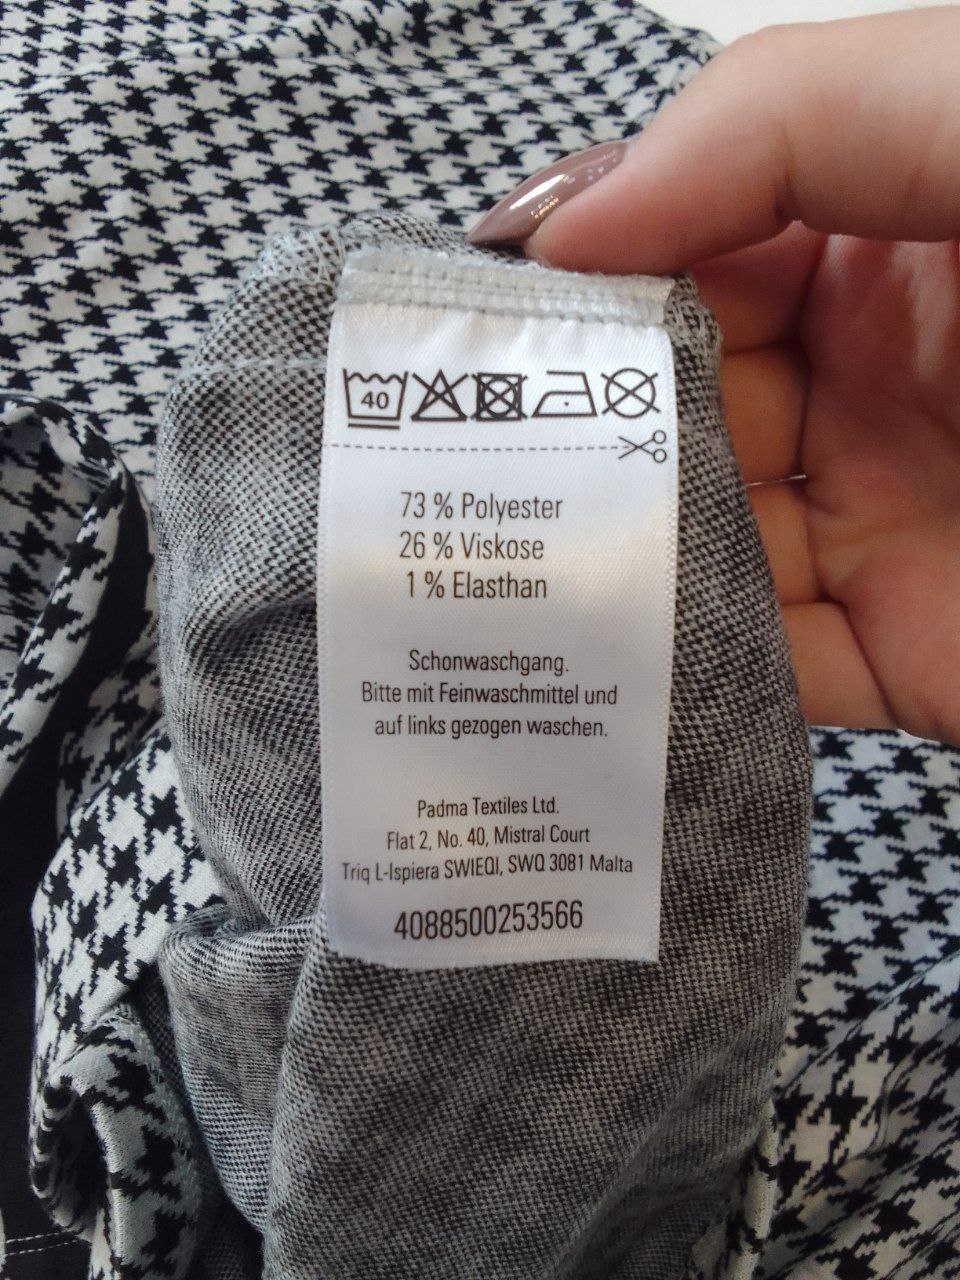 40
73 % Polyester
26 % Viskose
1 % Elasthan
Schonwaschgang.
Bitte mit Feinwaschmittel und
auf links gezogen waschen.
Padma Textiles Ltd.
Flat 2, No. 40, Mistral Court
Triq L-Ispiera SWIEQI, SWQ 3081 Malta
4088500253566